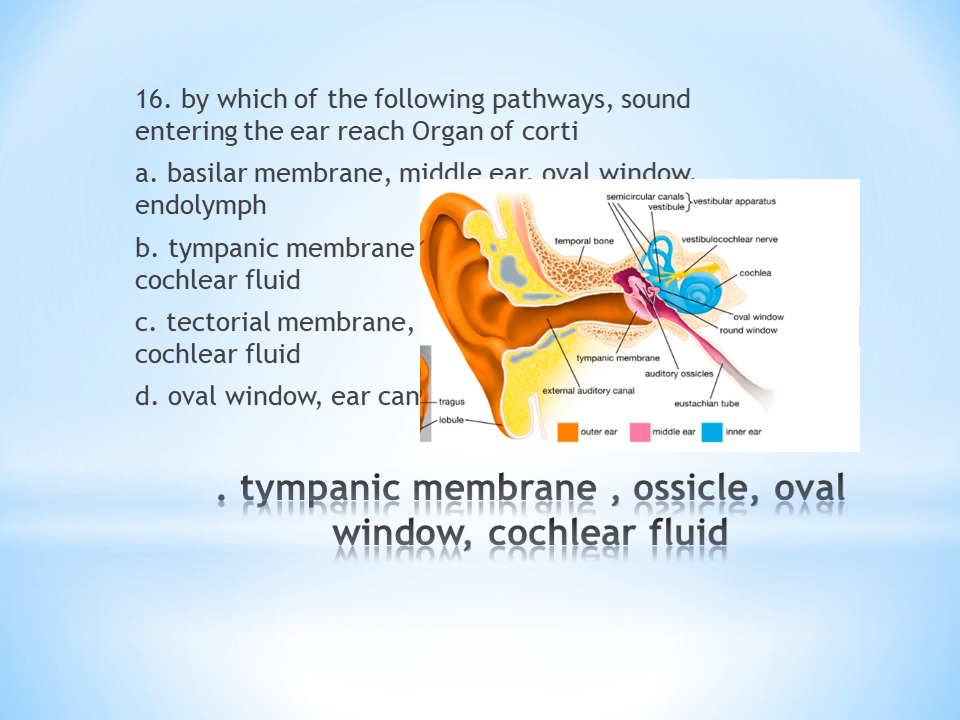 16. by which of the following pathways, sound
entering the ear reach Organ of corti
a. basilar membrane, middle ear, oval window,
endolymph
b. tympanic membrane
cochlear fluid
c. tectorial membrane,
cochlear fluid
d. oval window, ear can
semicircular canals
vestibule
vestibular apparatus
temporal bone
vestibulocochlear nerve
cochlea
oval window
round window
tympanic membrane
auditory ossicles
external auditory canal
eustachian tube
tragus
lobule
outer ear
middle ear
inner ear
. tympanic membrane , ossicle, oval
window, cochlear fluid